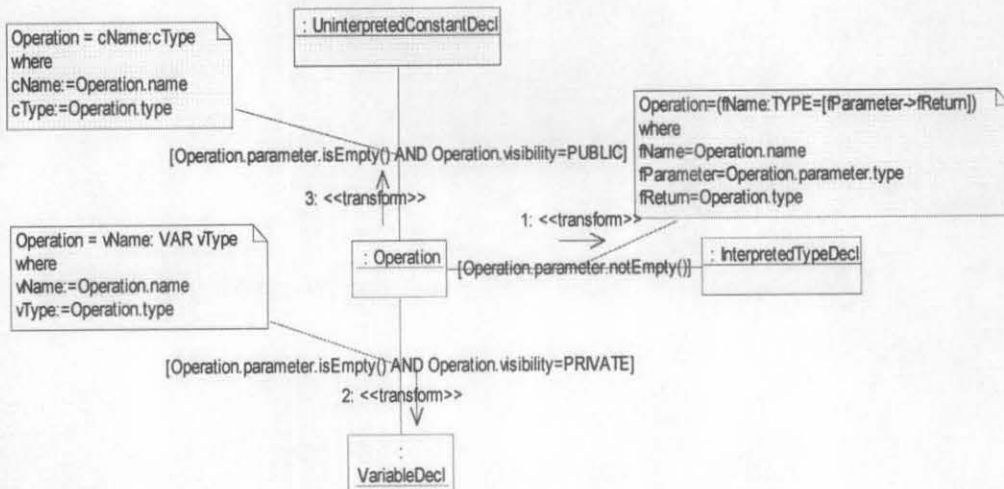 : UninterpretedConstantDecl
Operation = cName:cType
where
cName:=Operation.name
cType:=Operation.type
Operation=(fName:TYPE=[fParameter->fReturn])
where
fName=Operation.name
fParameter=Operation.parameter.type
fReturn=Operation.type
[Operation.parameter.isEmpty() AND Operation.visibility=PUBLIC]
3: <<transform>>
1: <<transform>>
Operation = vName: VAR vType
where
vName:=Operation.name
vType:=Operation.type
: Operation
[Operation.parameter.notEmpty()]
: InterpretedTypeDecl
[Operation.parameter.isEmpty() AND Operation.visibility=PRIVATE]
2: <<transform>>
:
VariableDecl